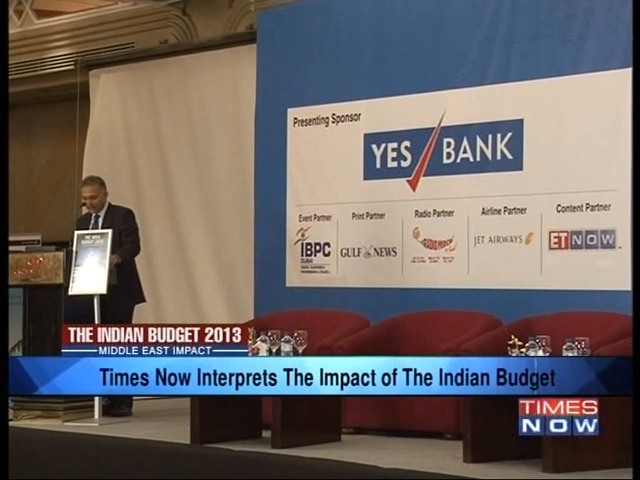 Presenting Sponsor
YES BANK
Event Partner
Print Partner
Radio Partner
Airline Partner
Content Partner
IBPC
DUBAI
GULF NEWS
JET AIRWAYS
ET NOW
THE INDIAN BUDGET 2013
MIDDLE EAST IMPACT
Times Now Interprets The Impact of The Indian Budget
TIMES
NOW